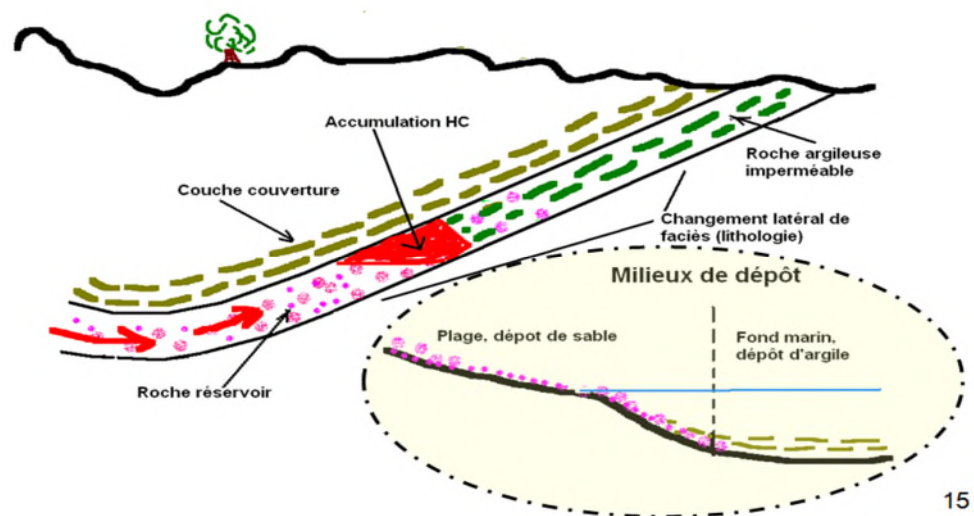 Accumulation HC
Couche couverture
Roche argileuse
imperméable
Changement latéral de
faciès (lithologie)
Roche réservoir
Milieux de dépôt
Plage, dépot de sable
Fond marin,
dépôt d'argile
15